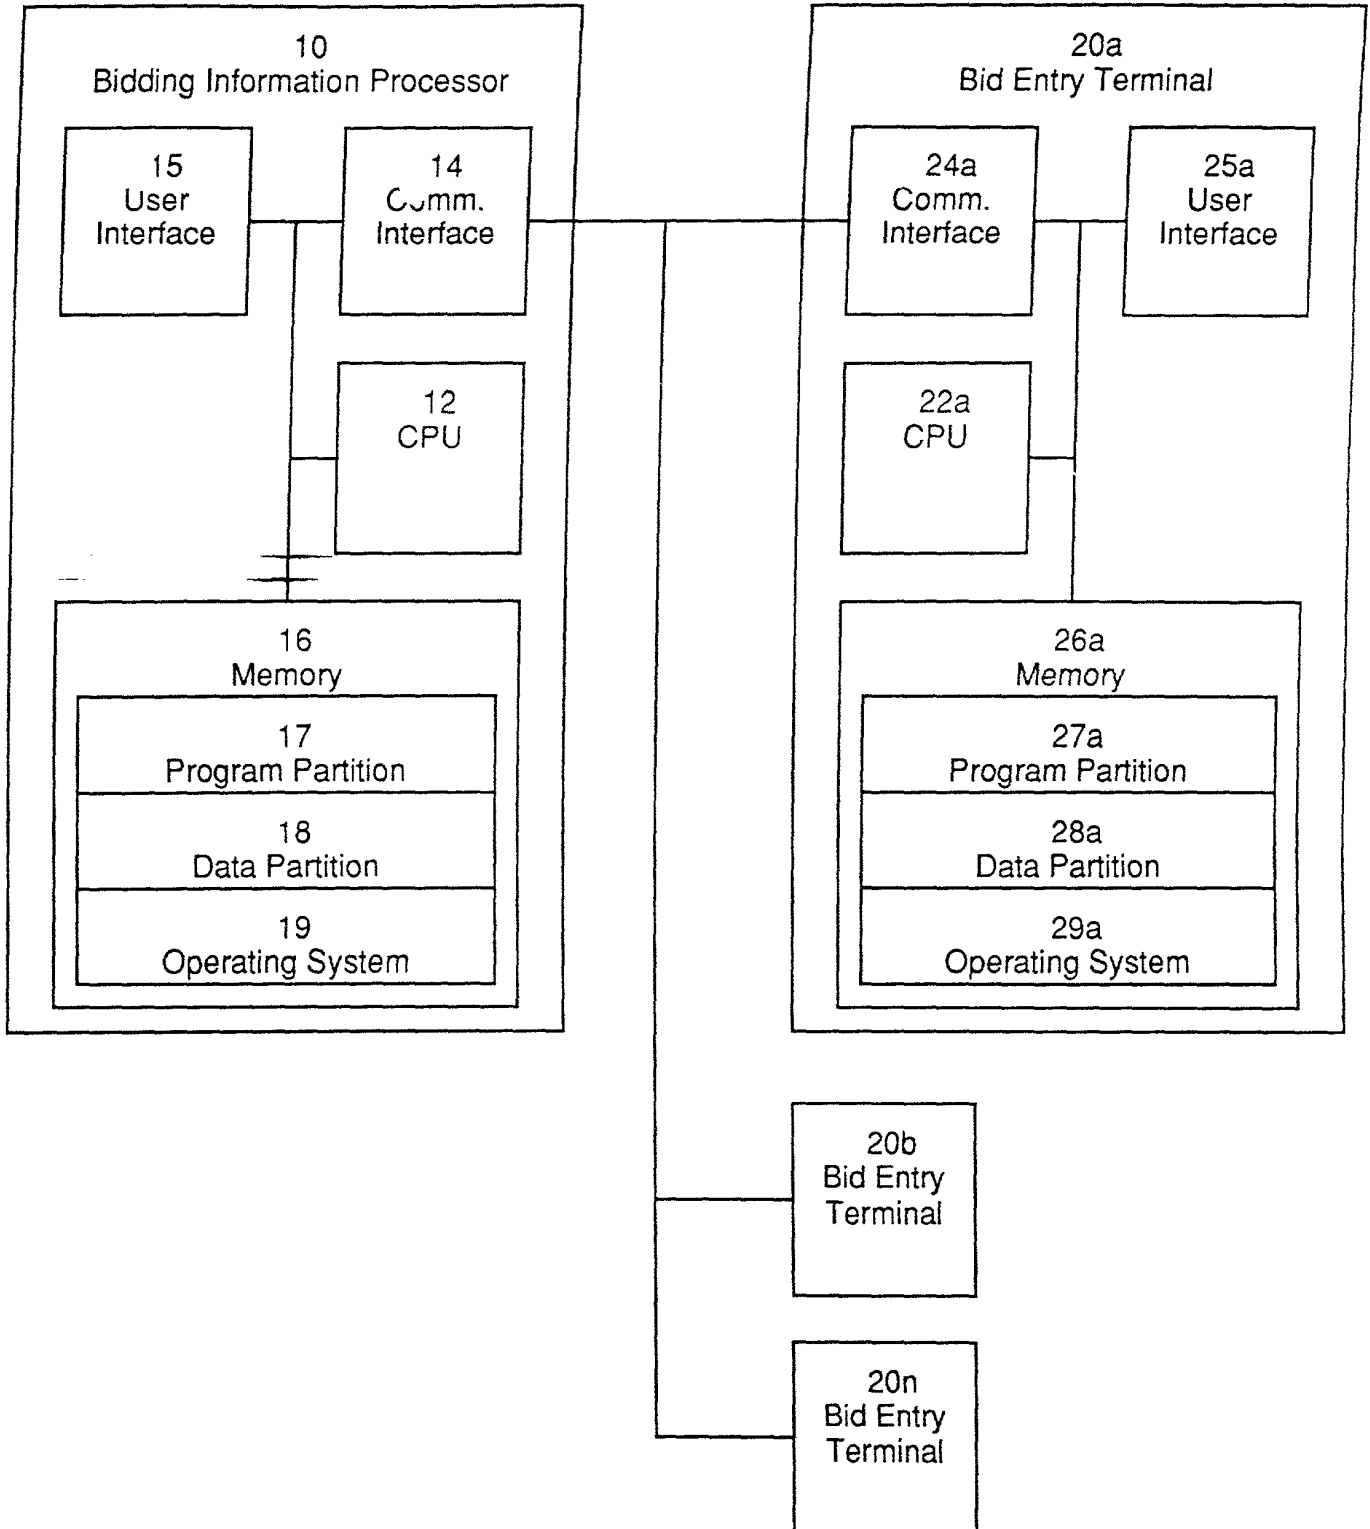 10
Bidding Information Processor
15
User
Interface
14
Comm.
Interface
12
CPU
16
Memory
17
Program Partition
18
Data Partition
19
Operating System
20a
Bid Entry Terminal
24a
Comm.
Interface
25a
User
Interface
22a
CPU
26a
Memory
27a
Program Partition
28a
Data Partition
29a
Operating System
20b
Bid Entry
Terminal
20n
Bid Entry
Terminal